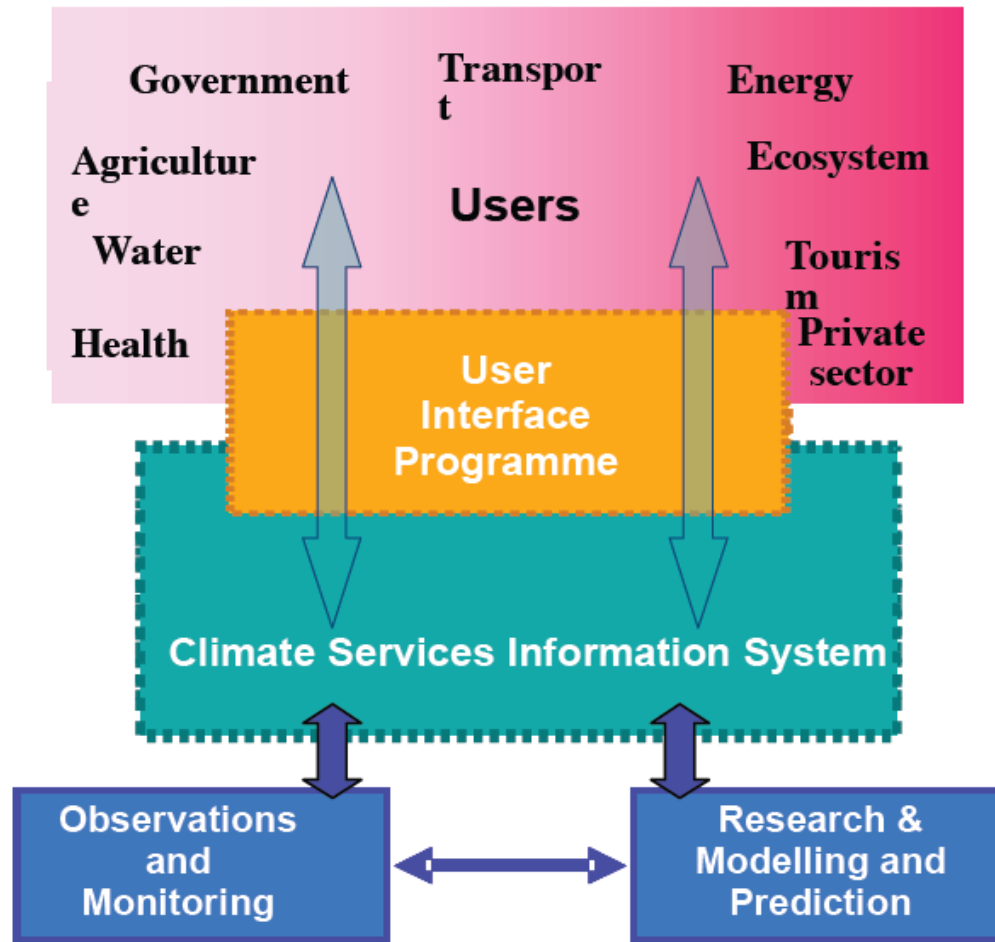 Government
Transpor
t
Energy
Agricultur
e
Ecosystem
Users
Water
Touris
m
Health
Private
sector
User
Interface
Programme
Climate Services Information System
Observations
and
Monitoring
Research &
Modelling and
Prediction